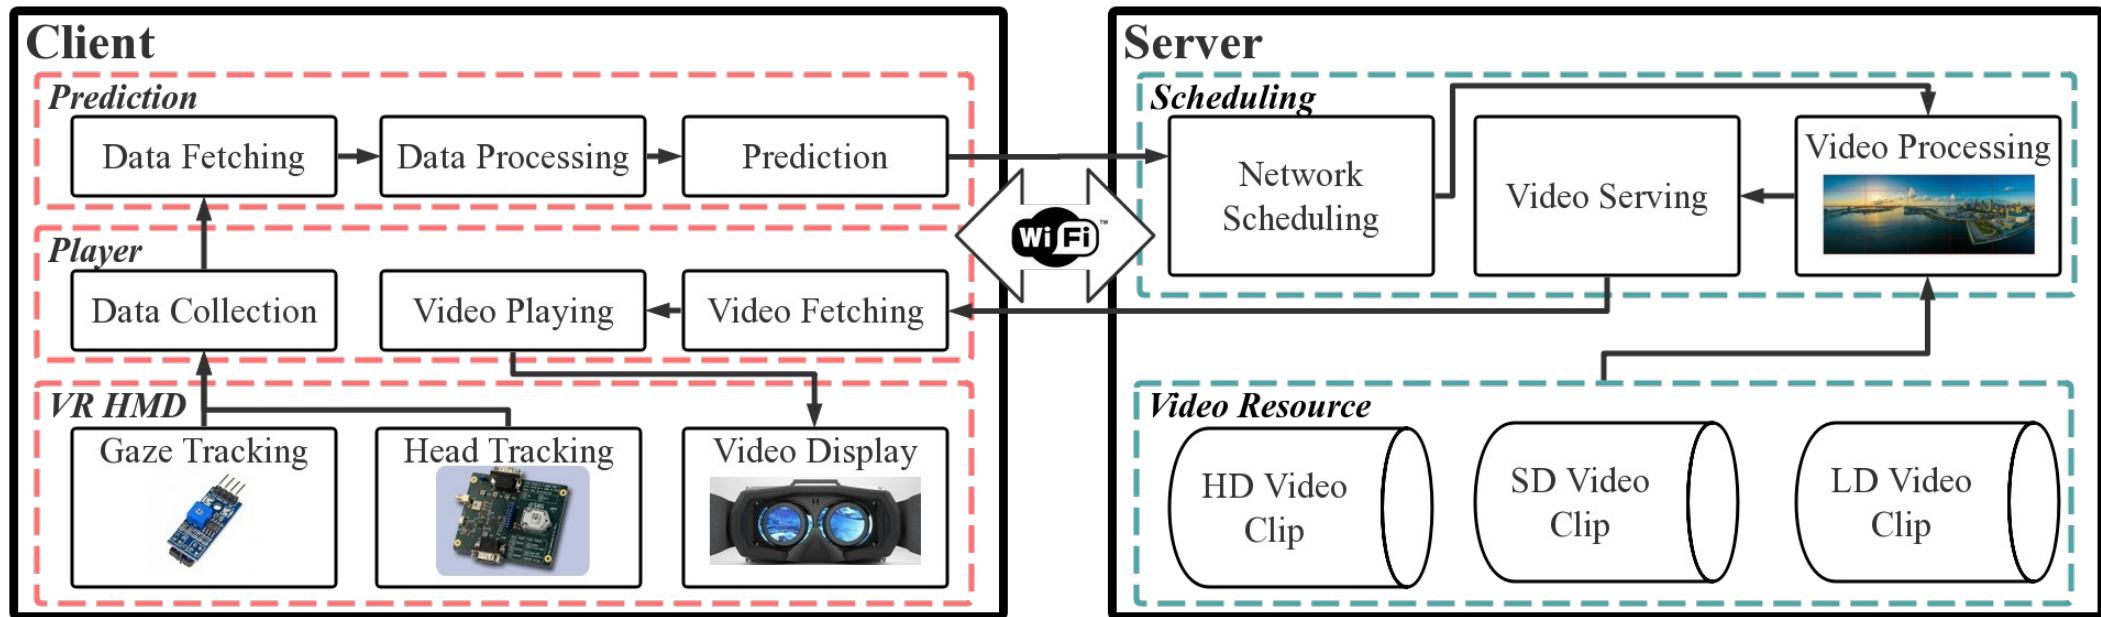 Client
Prediction
Data Fetching
Data Processing
Prediction
Player
Data Collection
Video Playing
Video Fetching
VR HMD
Gaze Tracking
Head Tracking
Video Display
Wi Fi™
Server
Scheduling
Network
Scheduling
Video Serving
Video Processing
Video Resource
HD Video
Clip
SD Video
Clip
LD Video
Clip